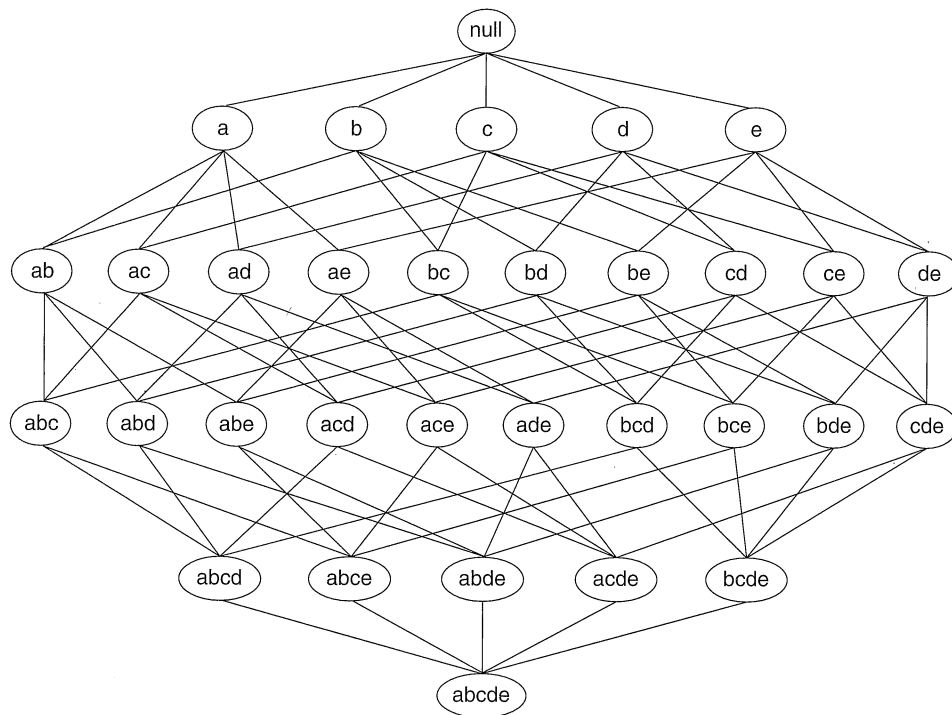 null
a b c d e
ab ac ad ae bc bd be cd ce de
abc abd abe acd ace ade bcd bce bde cde
abcd abce abde acde bcde
abcde